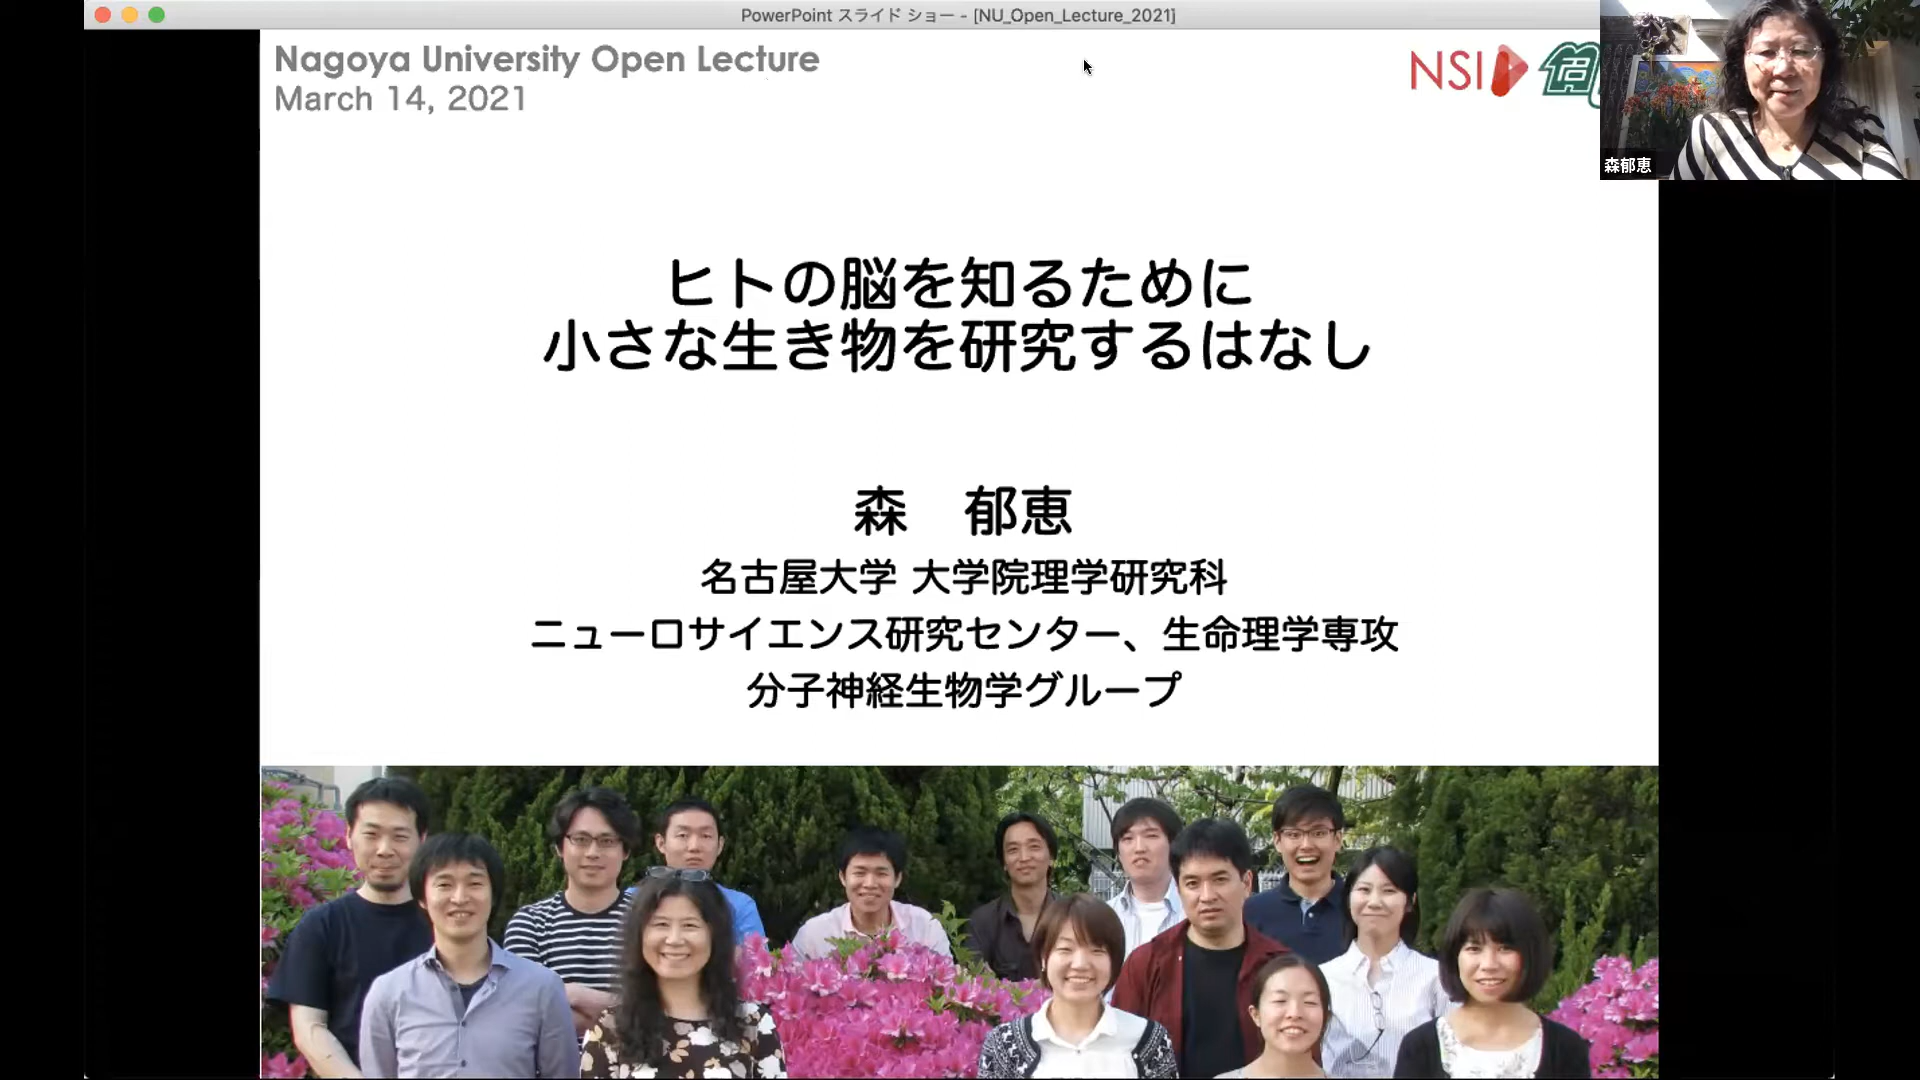 PowerPoint スライド ショー - [NU_Open_Lecture_2021]
Nagoya University Open Lecture
March 14, 2021
NSI
森郁恵
ヒトの脳を知るために
小さな生き物を研究するはなし
森　郁恵
名古屋大学 大学院理学研究科
ニューロサイエンス研究センター、生命理学専攻
分子神経生物学グループ